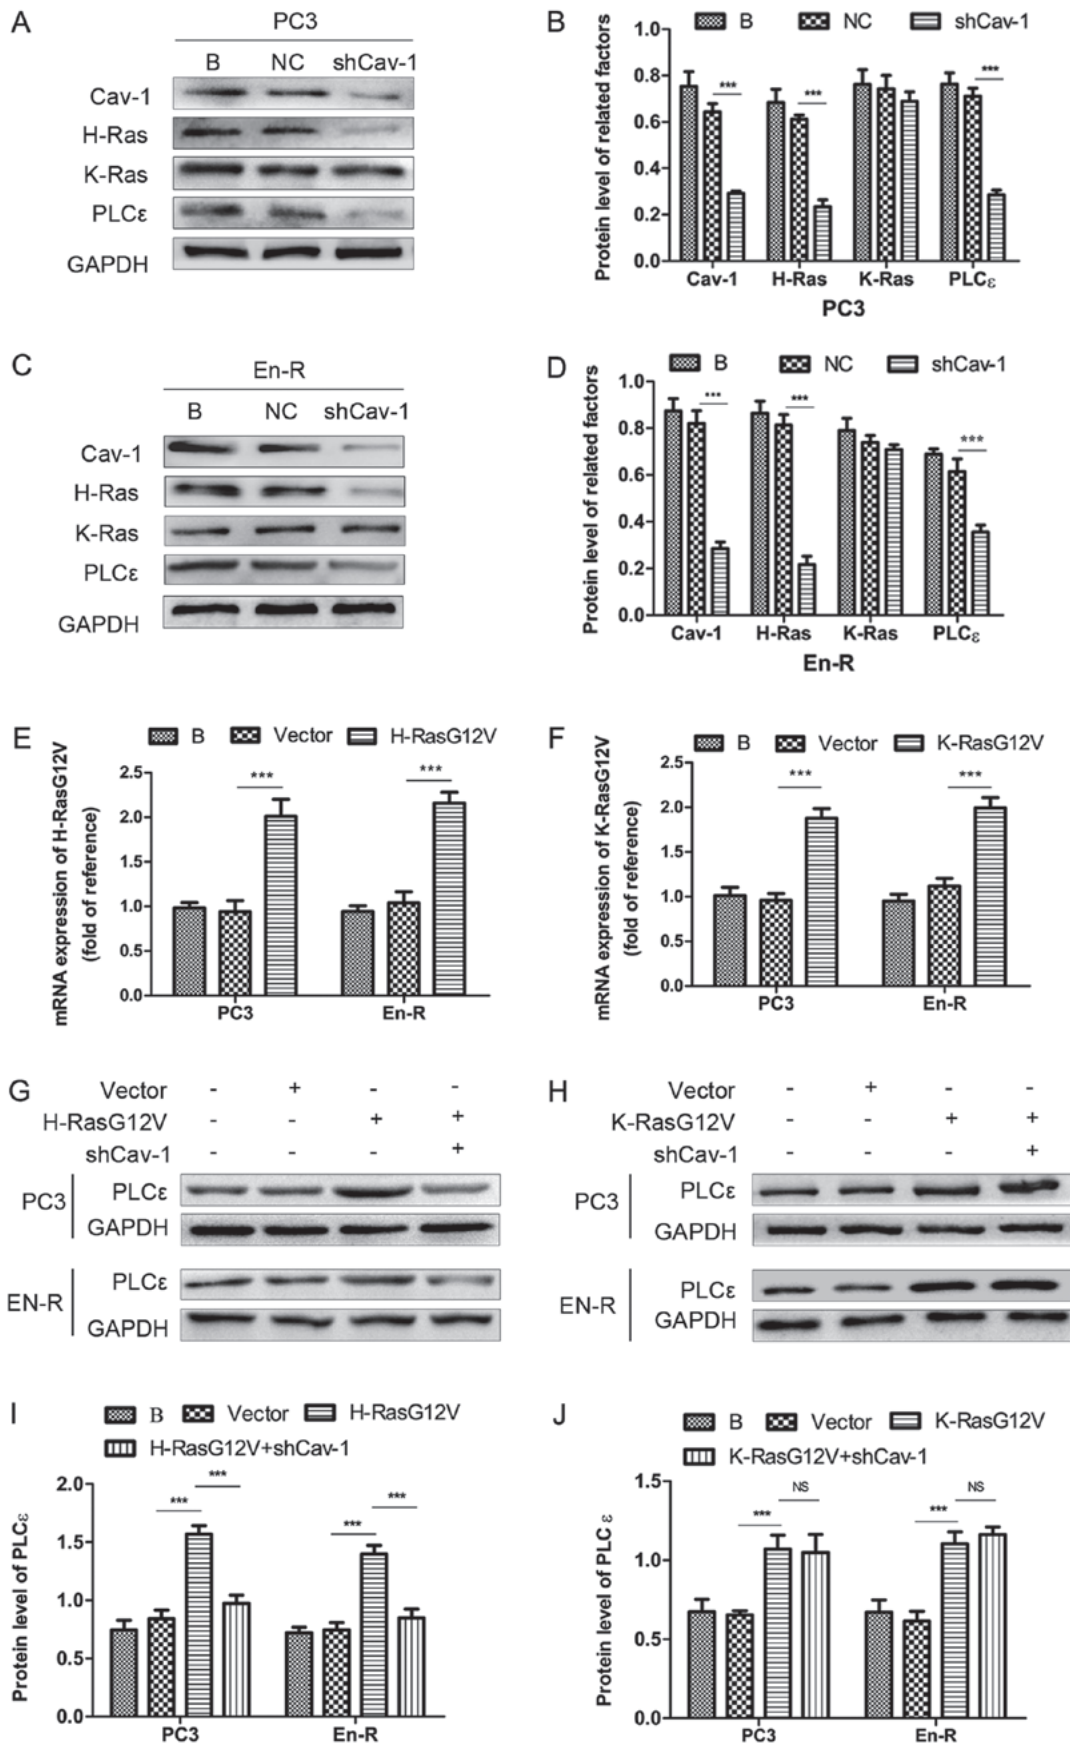 A
PC3
B NC shCav-1
Cav-1
H-Ras
K-Ras
PLCε
GAPDH
B
B NC shCav-1
Protein level of related factors
1.0
0.8
0.6
0.4
0.2
0.0
*** *** ***
Cav-1 H-Ras K-Ras PLCε
PC3
C
En-R
B NC shCav-1
Cav-1
H-Ras
K-Ras
PLCε
GAPDH
D
B NC shCav-1
Protein level of related factors
1.0
0.8
0.6
0.4
0.2
0.0
*** *** ***
Cav-1 H-Ras K-Ras PLCε
En-R
E
B Vector H-RasG12V
mRNA expression of H-RasG12V
(fold of reference)
2.5
2.0
1.5
1.0
0.5
0.0
*** ***
PC3 En-R
F
B Vector K-RasG12V
mRNA expression of K-RasG12V
(fold of reference)
2.5
2.0
1.5
1.0
0.5
0.0
*** ***
PC3 En-R
G
Vector - + - -
H-RasG12V - - + +
shCav-1 - - - +
PC3
PLCε
GAPDH
EN-R
PLCε
GAPDH
H
Vector - + - -
K-RasG12V - - + +
shCav-1 - - - +
PC3
PLCε
GAPDH
EN-R
PLCε
GAPDH
I
B Vector H-RasG12V
H-RasG12V+shCav-1
Protein level of PLCε
2.0
1.5
1.0
0.5
0.0
*** *** *** ***
PC3 En-R
J
B Vector K-RasG12V
K-RasG12V+shCav-1
Protein level of PLC ε
1.5
1.0
0.5
0.0
*** NS *** NS
PC3 En-R